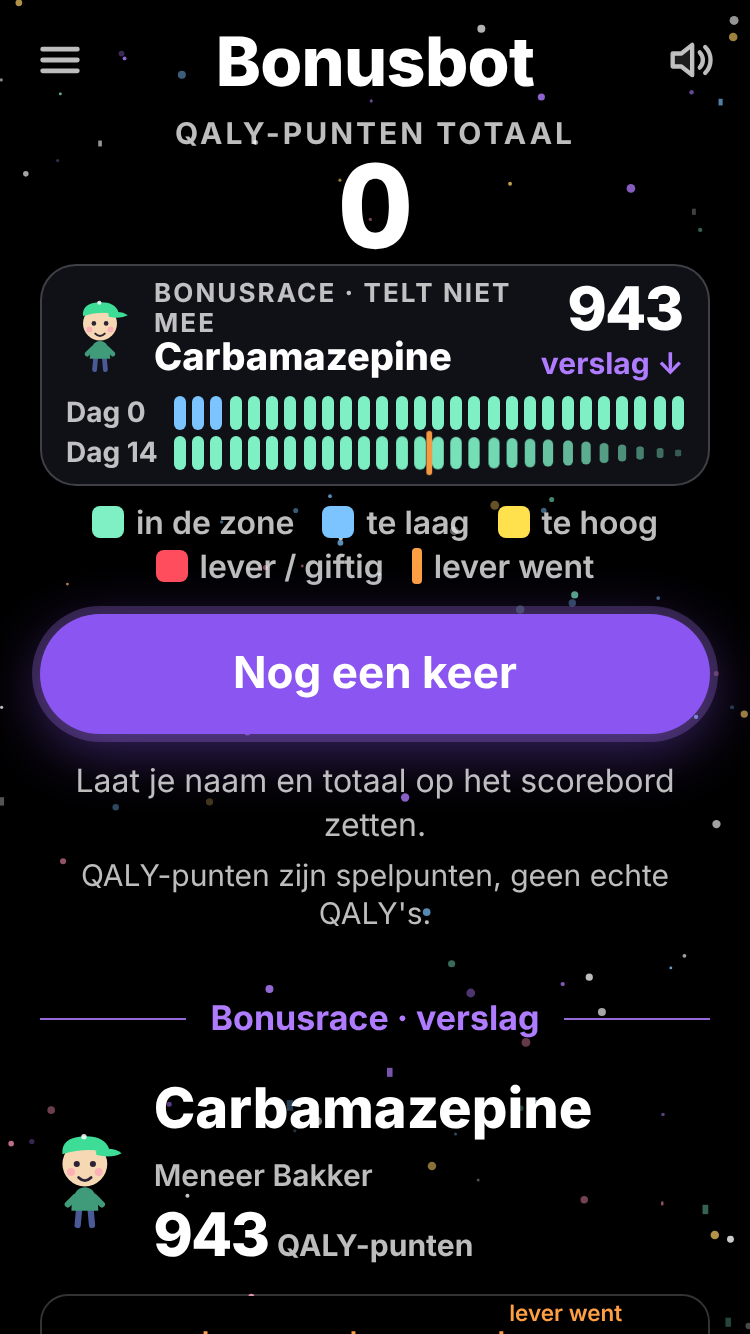 Bonusbot
QALY-PUNTEN TOTAAL
0
BONUSRACE · TELT NIET
MEE
943
Carbamazepine
verslag ↓
Dag 0
Dag 14
in de zone te laag te hoog
lever / giftig lever went
Nog een keer
Laat je naam en totaal op het scorebord
zetten.
QALY-punten zijn spelpunten, geen echte
QALY's.
Bonusrace · verslag
Carbamazepine
Meneer Bakker
943 QALY-punten
lever went